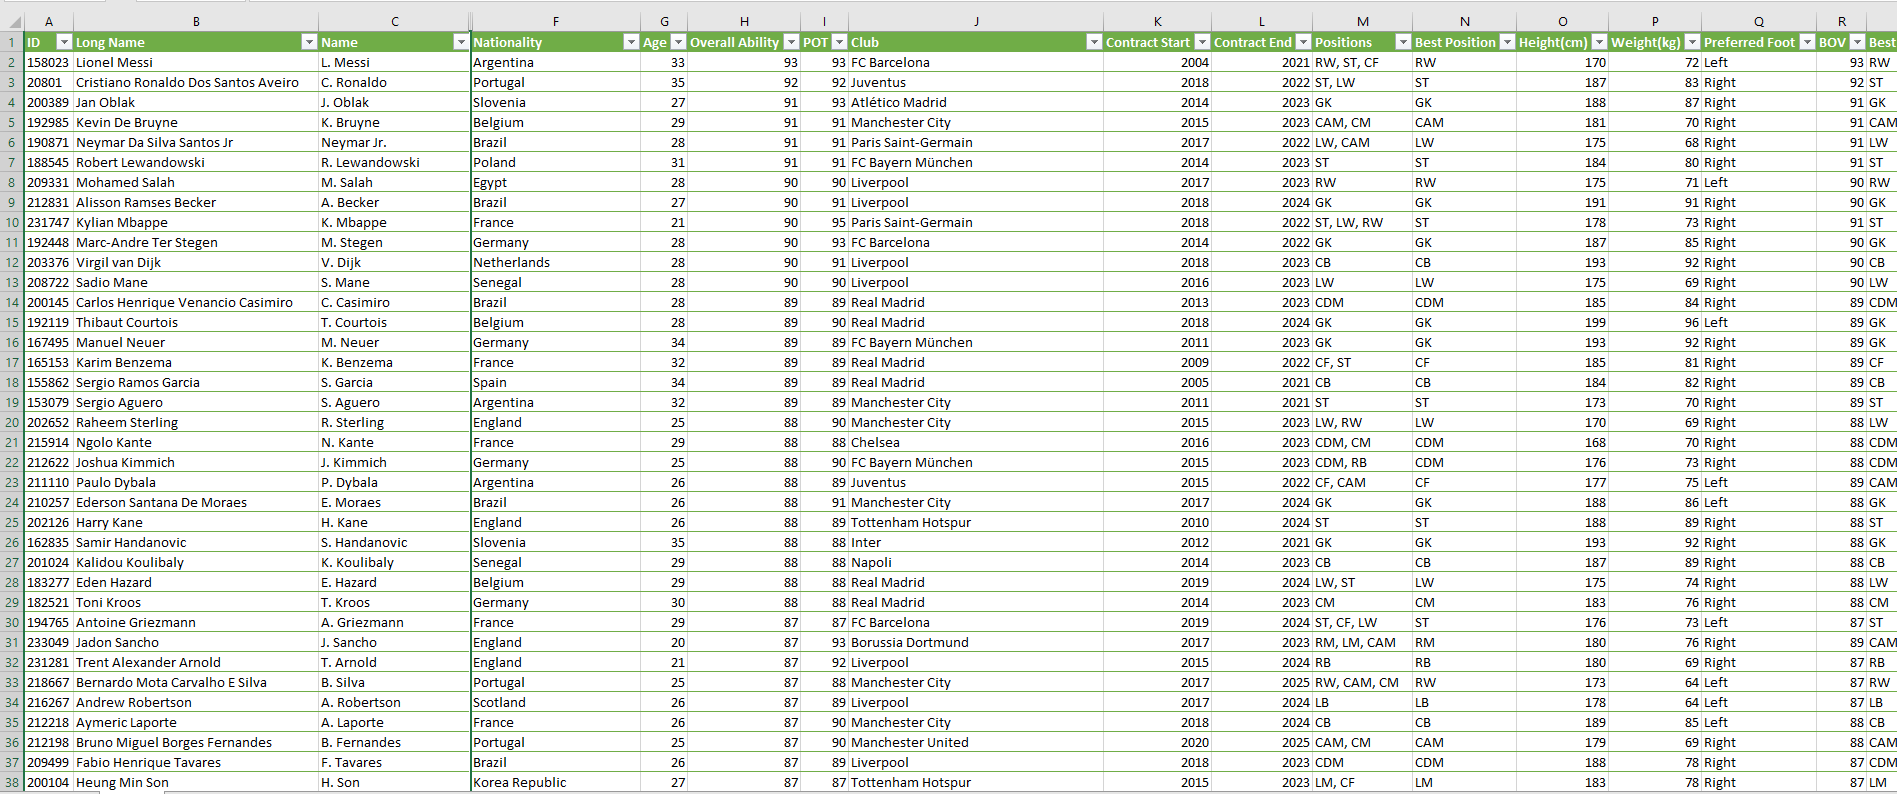 A B C F G H I J K L M N O P Q R
1 ID Long Name Name Nationality Age Overall Ability POT Club Contract Start Contract End Positions Best Position Height(cm) Weight(kg) Preferred Foot BOV Best
2 158023 Lionel Messi L. Messi Argentina 33 93 93 FC Barcelona 2004 2021 RW, ST, CF RW 170 72 Left 93 RW
3 20801 Cristiano Ronaldo Dos Santos Aveiro C. Ronaldo Portugal 35 92 92 Juventus 2018 2022 ST, LW ST 187 83 Right 92 ST
4 200389 Jan Oblak J. Oblak Slovenia 27 91 93 Atlético Madrid 2014 2023 GK GK 188 87 Right 91 GK
5 192985 Kevin De Bruyne K. Bruyne Belgium 29 91 91 Manchester City 2015 2023 CAM, CM CAM 181 70 Right 91 CAM
6 190871 Neymar Da Silva Santos Jr Neymar Jr. Brazil 28 91 91 Paris Saint-Germain 2017 2022 LW, CAM LW 175 68 Right 91 LW
7 188545 Robert Lewandowski R. Lewandowski Poland 31 91 91 FC Bayern München 2014 2023 ST ST 184 80 Right 91 ST
8 209331 Mohamed Salah M. Salah Egypt 28 90 90 Liverpool 2017 2023 RW RW 175 71 Left 90 RW
9 212831 Alisson Ramses Becker A. Becker Brazil 27 90 91 Liverpool 2018 2024 GK GK 191 91 Right 90 GK
10 231747 Kylian Mbappe K. Mbappe France 21 90 95 Paris Saint-Germain 2018 2022 ST, LW, RW ST 178 73 Right 91 ST
11 192448 Marc-Andre Ter Stegen M. Stegen Germany 28 90 93 FC Barcelona 2014 2022 GK GK 187 85 Right 90 GK
12 203376 Virgil van Dijk V. Dijk Netherlands 28 90 91 Liverpool 2018 2023 CB CB 193 92 Right 90 CB
13 208722 Sadio Mane S. Mane Senegal 28 90 90 Liverpool 2016 2023 LW LW 175 69 Right 90 LW
14 200145 Carlos Henrique Venancio Casimiro C. Casimiro Brazil 28 89 89 Real Madrid 2013 2023 CDM CDM 185 84 Right 89 CDM
15 192119 Thibaut Courtois T. Courtois Belgium 28 89 90 Real Madrid 2018 2024 GK GK 199 96 Left 89 GK
16 167495 Manuel Neuer M. Neuer Germany 34 89 89 FC Bayern München 2011 2023 GK GK 193 92 Right 89 GK
17 165153 Karim Benzema K. Benzema France 32 89 89 Real Madrid 2009 2022 CF, ST CF 185 81 Right 89 CF
18 155862 Sergio Ramos Garcia S. Garcia Spain 34 89 89 Real Madrid 2005 2021 CB CB 184 82 Right 89 CB
19 153079 Sergio Aguero S. Aguero Argentina 32 89 89 Manchester City 2011 2021 ST ST 173 70 Right 89 ST
20 202652 Raheem Sterling R. Sterling England 25 88 90 Manchester City 2015 2023 LW, RW LW 170 69 Right 88 LW
21 215914 Ngolo Kante N. Kante France 29 88 88 Chelsea 2016 2023 CDM, CM CDM 168 70 Right 88 CDM
22 212622 Joshua Kimmich J. Kimmich Germany 25 88 90 FC Bayern München 2015 2023 CDM, RB CDM 176 73 Right 88 CDM
23 211110 Paulo Dybala P. Dybala Argentina 26 88 89 Juventus 2015 2022 CF, CAM CF 177 75 Left 89 CAM
24 210257 Ederson Santana De Moraes E. Moraes Brazil 26 88 91 Manchester City 2017 2024 GK GK 188 86 Left 88 GK
25 202126 Harry Kane H. Kane England 26 88 89 Tottenham Hotspur 2010 2024 ST ST 188 89 Right 88 ST
26 162835 Samir Handanovic S. Handanovic Slovenia 35 88 88 Inter 2012 2021 GK GK 193 92 Right 88 GK
27 201024 Kalidou Koulibaly K. Koulibaly Senegal 29 88 88 Napoli 2014 2023 CB CB 187 89 Right 88 CB
28 183277 Eden Hazard E. Hazard Belgium 29 88 88 Real Madrid 2019 2024 LW, ST LW 175 74 Right 88 LW
29 182521 Toni Kroos T. Kroos Germany 30 88 88 Real Madrid 2014 2023 CM CM 183 76 Right 88 CM
30 194765 Antoine Griezmann A. Griezmann France 29 87 87 FC Barcelona 2019 2024 ST, CF, LW ST 176 73 Left 87 ST
31 233049 Jadon Sancho J. Sancho England 20 87 93 Borussia Dortmund 2017 2023 RM, LM, CAM RM 180 76 Right 89 CAM
32 231281 Trent Alexander Arnold T. Arnold England 21 87 92 Liverpool 2015 2024 RB RB 180 69 Right 87 RB
33 218667 Bernardo Mota Carvalho E Silva B. Silva Portugal 25 87 88 Manchester City 2017 2025 RW, CAM, CM RW 173 64 Left 87 RW
34 216267 Andrew Robertson A. Robertson Scotland 26 87 89 Liverpool 2017 2024 LB LB 178 64 Left 87 LB
35 212218 Aymeric Laporte A. Laporte France 26 87 90 Manchester City 2018 2024 CB CB 189 85 Left 88 CB
36 212198 Bruno Miguel Borges Fernandes B. Fernandes Portugal 25 87 90 Manchester United 2020 2025 CAM, CM CAM 179 69 Right 88 CAM
37 209499 Fabio Henrique Tavares F. Tavares Brazil 26 87 89 Liverpool 2018 2023 CDM CDM 188 78 Right 87 CDM
38 200104 Heung Min Son H. Son Korea Republic 27 87 87 Tottenham Hotspur 2015 2023 LM, CF LM 183 78 Right 87 LM